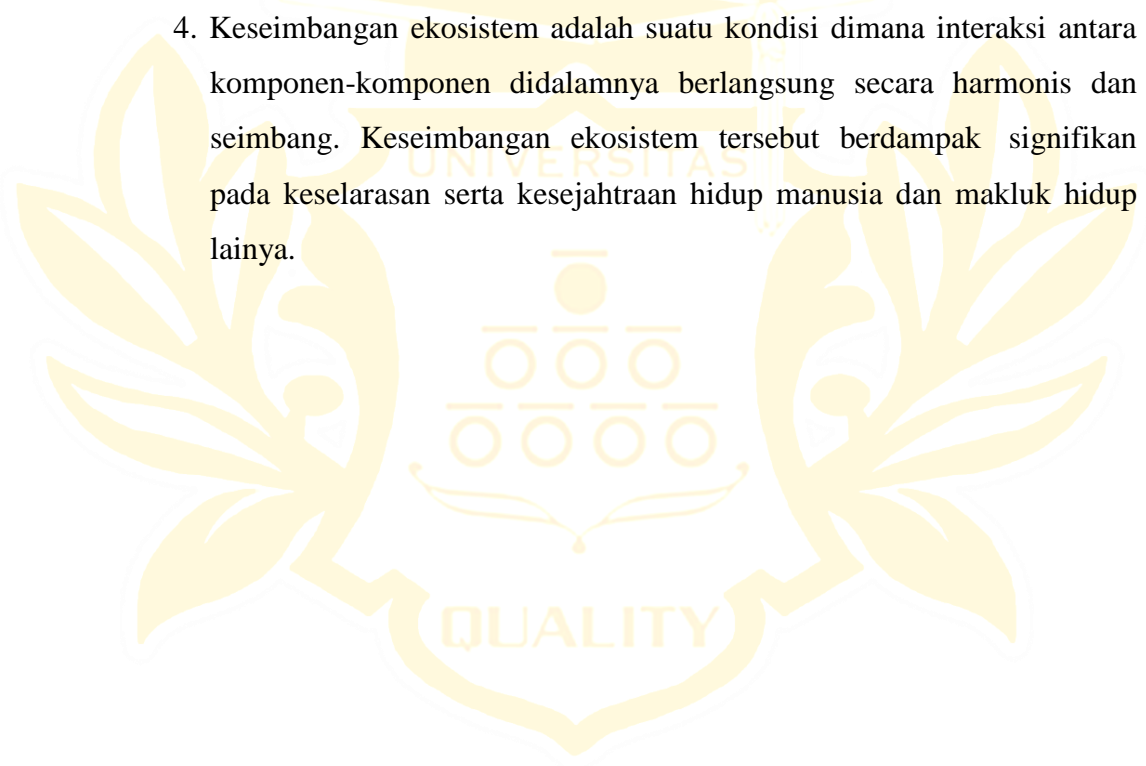 4. Keseimbangan ekosistem adalah suatu kondisi dimana interaksi antara
komponen-komponen didalamnya berlangsung secara harmonis dan
seimbang. Keseimbangan ekosistem tersebut berdampak signifikan
UNIVERSITAS
pada keselarasan serta kesejahtraan hidup manusia dan makluk hidup
lainya.
QUALITY